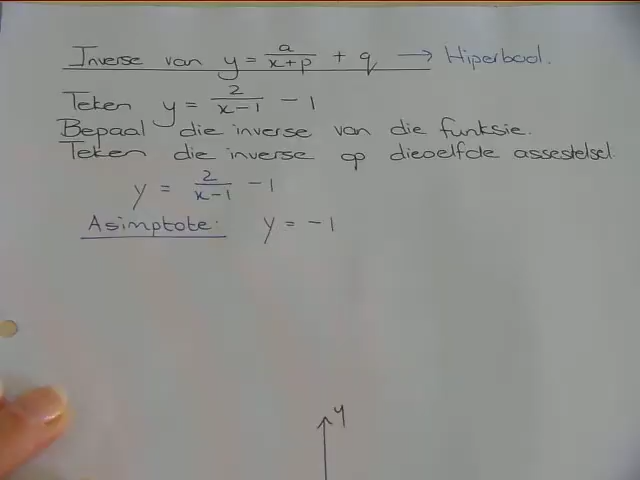 Inverse van y = a/(x+p) + q → Hiperbool.
Teken y = 2/(x-1) - 1
Bepaal die inverse van die funksie.
Teken die inverse op dieselfde assestelsel.
y = 2/(x-1) - 1
Asimptote: y = -1
y